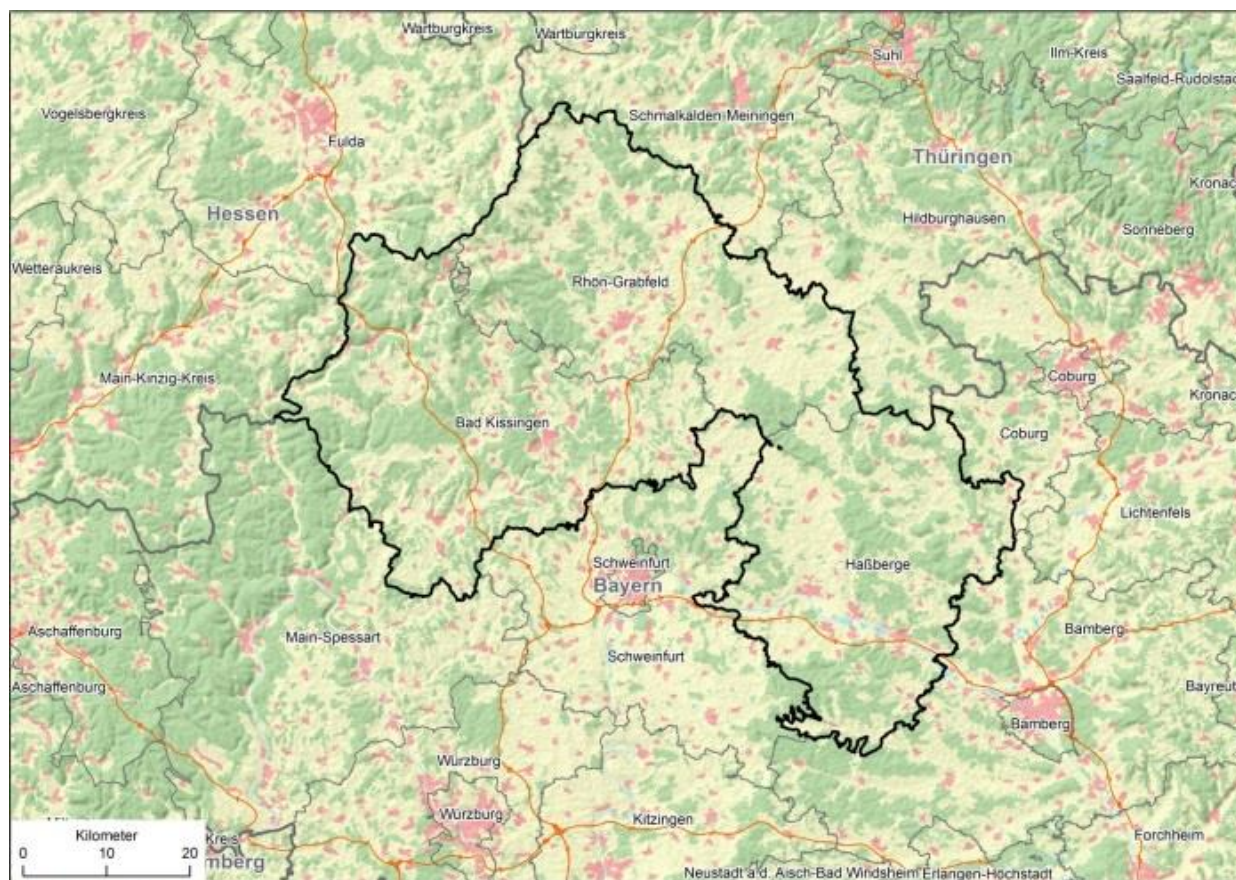 Wartburgkreis
Wartburgkreis
Suhl
Ilm-Kreis
Saalfeld-Rudolstad
Vogelsbergkreis
Schmalkalden-Meiningen
Fulda
Thüringen
Kronac
Hessen
Hildburghausen
Sonneberg
Wetteraukreis
Rhön-Grabfeld
Main-Kinzig-Kreis
Coburg
Kronac
Bad Kissingen
Coburg
Lichtenfels
Schweinfurt
Haßberge
Bayern
Aschaffenburg
Main-Spessart
Bamberg
Schweinfurt
Aschaffenburg
Bayreut
Bamberg
Würzburg
Würzburg
Kitzingen
Kilometer
Kreis
Forchheim
0 10 20
mberg
Neustadt a.d. Aisch-Bad Windsheim
Erlangen-Höchstadt